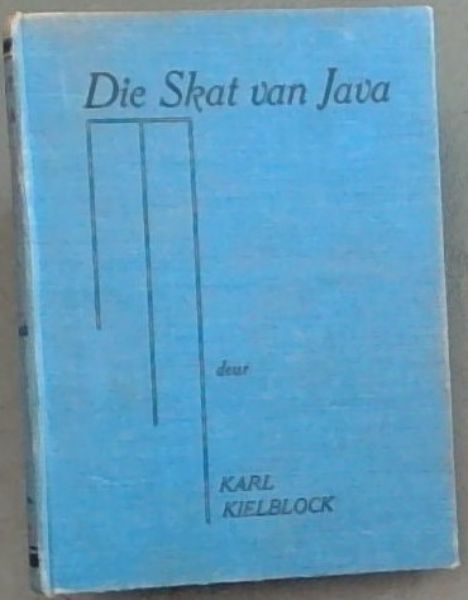 Die Skat van Java
deur
KARL
KIELBLOCK